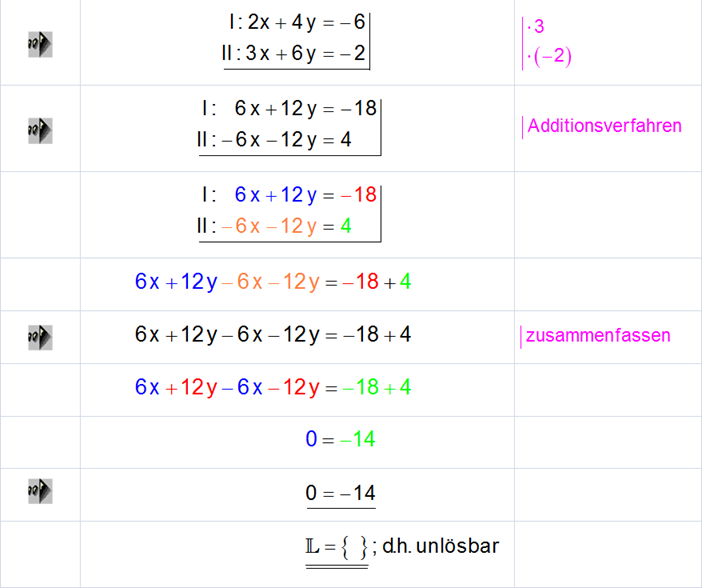 I: 2x + 4y = −6
·3
II: 3x + 6y = −2
·(−2)
I: 6x + 12y = −18
II: −6x − 12y = 4
Additionsverfahren
I: 6x + 12y = −18
II: −6x − 12y = 4
6x + 12y − 6x − 12y = −18 + 4
6x + 12y − 6x − 12y = −18 + 4
zusammenfassen
6x + 12y − 6x − 12y = −18 + 4
0 = −14
0 = −14
𝕃 = { } ; d.h. unlösbar